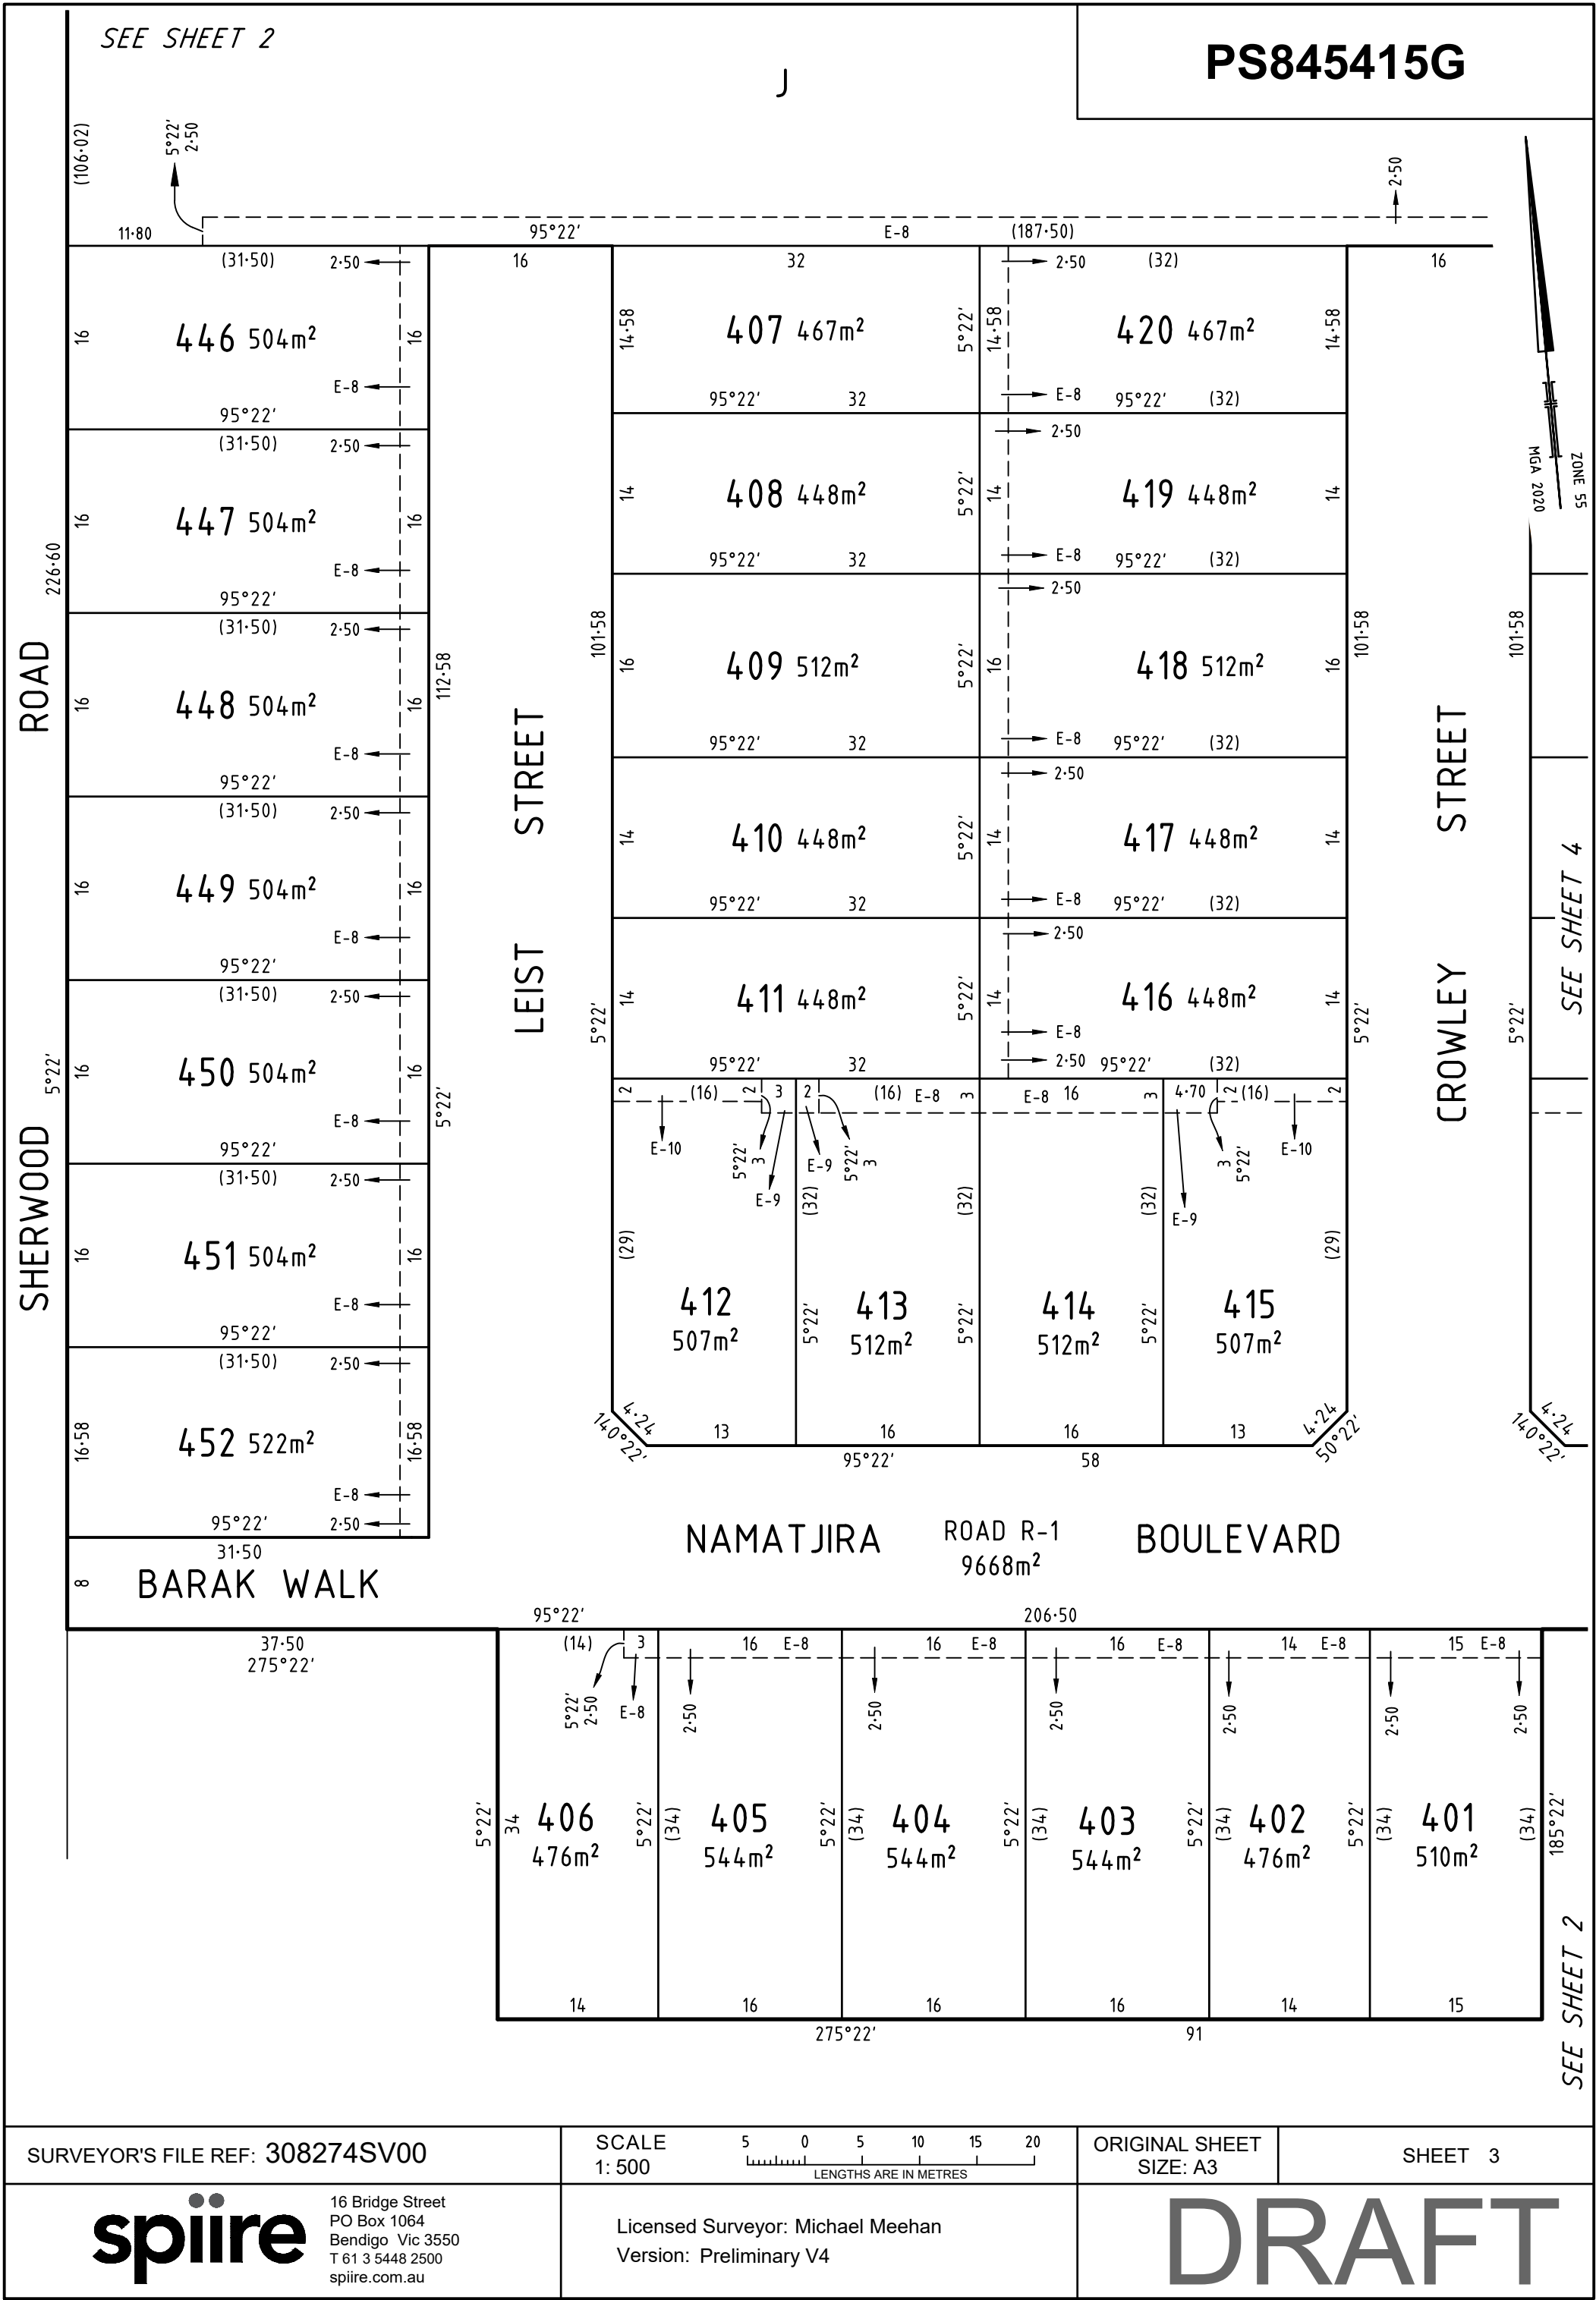 SEE SHEET 2
J
PS845415G
(106·02)
5°22'
2·50
2·50
11·80
95°22'
E-8
(187·50)
(31·50) 2·50
16
32
2·50 (32)
16
16
446 504m²
16
E-8
95°22'
14·58
407 467m²
5°22'
14·58
420 467m²
14·58
95°22' 32
E-8 95°22' (32)
(31·50) 2·50
16
447 504m²
16
E-8
95°22'
2·50
14
408 448m²
5°22'
14
419 448m²
14
95°22' 32
E-8 95°22' (32)
MGA 2020
ZONE 55
226·60
(31·50) 2·50
16
448 504m²
16
E-8
95°22'
112·58
101·58
2·50
16
409 512m²
5°22'
16
418 512m²
16
101·58
101·58
95°22' 32
E-8 95°22' (32)
(31·50) 2·50
16
449 504m²
16
E-8
95°22'
2·50
14
410 448m²
5°22'
14
417 448m²
14
95°22' 32
E-8 95°22' (32)
SEE SHEET 4
(31·50) 2·50
16
450 504m²
16
E-8
95°22'
5°22'
5°22'
2·50
5°22'
14
411 448m²
5°22'
14
416 448m²
14
5°22'
5°22'
E-8
95°22' 32
2·50 95°22' (32)
SHERWOOD ROAD
LEIST STREET
CROWLEY STREET
(31·50) 2·50
16
451 504m²
16
E-8
95°22'
2 (16) 2 3 2 (16) E-8 3 E-8 16 3 4·70 2 (16) 2
E-10
5°22'
3
E-9
E-9
5°22'
3
E-9
3
5°22'
E-10
(29)
(32)
(32)
(32)
(29)
412
507m²
5°22'
413
512m²
5°22'
414
512m²
5°22'
415
507m²
(31·50) 2·50
16·58
452 522m²
16·58
E-8
95°22' 2·50
31·50
4·24
140°22'
13 16 16 13
95°22' 58
4·24
50°22'
4·24
140°22'
8
BARAK WALK
NAMATJIRA
ROAD R-1
9668m²
BOULEVARD
37·50
275°22'
95°22'
206·50
(14) 3 16 E-8 16 E-8 16 E-8 14 E-8 15 E-8
5°22'
2·50
E-8
2·50
2·50
2·50
2·50
2·50
2·50
5°22'
34
406
476m²
5°22'
(34)
405
544m²
5°22'
(34)
404
544m²
5°22'
(34)
403
544m²
5°22'
(34)
402
476m²
5°22'
(34)
401
510m²
(34)
185°22'
14 16 16 16 14 15
275°22' 91
SEE SHEET 2
SURVEYOR'S FILE REF: 308274SV00
SCALE
1: 500
5 0 5 10 15 20
LENGTHS ARE IN METRES
ORIGINAL SHEET
SIZE: A3
SHEET 3
spiire
16 Bridge Street
PO Box 1064
Bendigo Vic 3550
T 61 3 5448 2500
spiire.com.au
Licensed Surveyor: Michael Meehan
Version: Preliminary V4
DRAFT